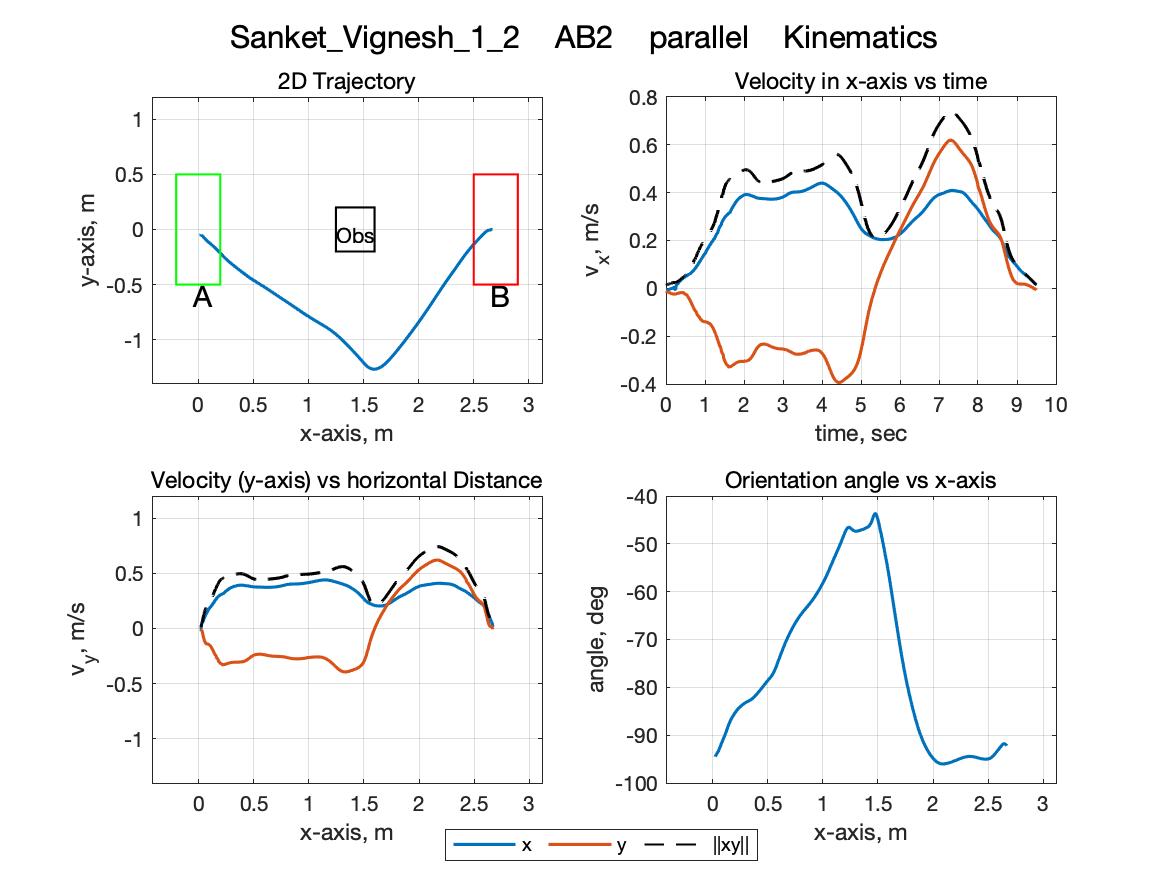 Sanket_Vignesh_1_2 AB2 parallel Kinematics
2D Trajectory
1
0.5
0
-0.5
-1
y-axis, m
A
Obs
B
0 0.5 1 1.5 2 2.5 3
x-axis, m
Velocity in x-axis vs time
0.8
0.6
0.4
0.2
0
-0.2
-0.4
vx, m/s
0 1 2 3 4 5 6 7 8 9 10
time, sec
Velocity (y-axis) vs horizontal Distance
1
0.5
0
-0.5
-1
vy, m/s
0 0.5 1 1.5 2 2.5 3
x-axis, m
Orientation angle vs x-axis
-40
-50
-60
-70
-80
-90
-100
angle, deg
0 0.5 1 1.5 2 2.5 3
x-axis, m
x y ||xy||